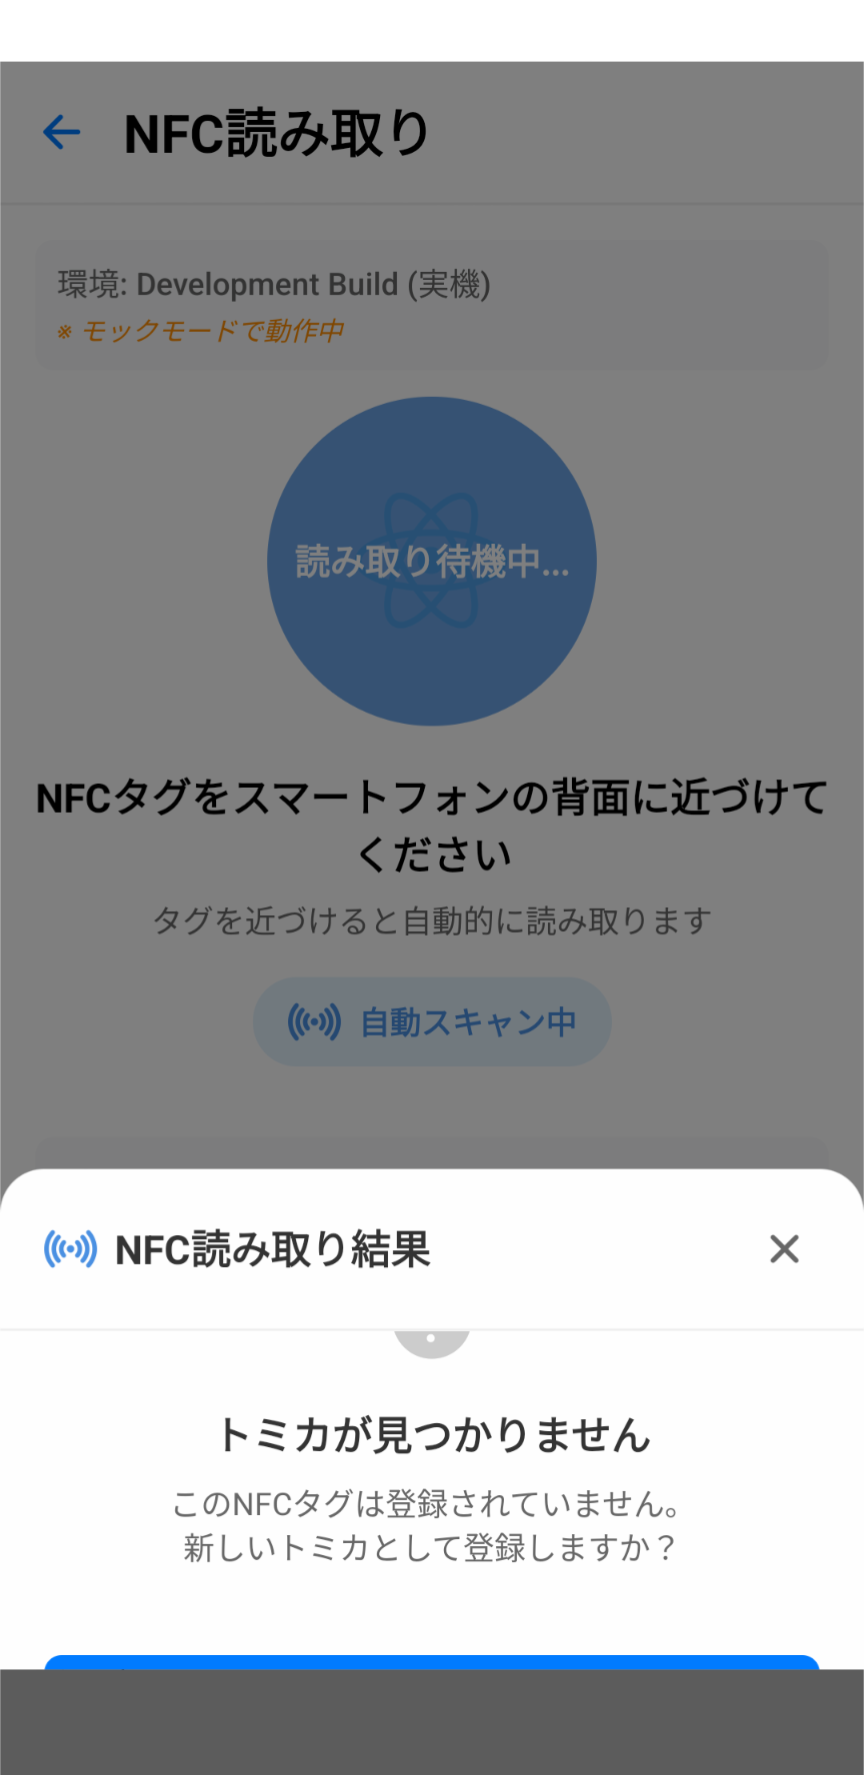 NFC読み取り
環境: Development Build (実機)
※ モックモードで動作中
読み取り待機中...
NFCタグをスマートフォンの背面に近づけて
ください
タグを近づけると自動的に読み取ります
自動スキャン中
NFC読み取り結果
トミカが見つかりません
このNFCタグは登録されていません。
新しいトミカとして登録しますか？